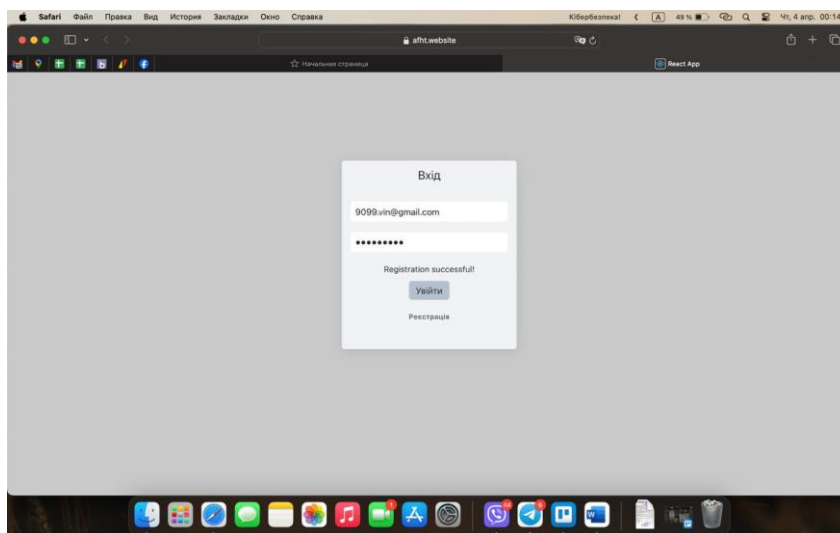 Safari Файл Правка Вид История Закладки Окно Справка Кібербезпека! A 49 % Чт, 4 апр. 00:14
afht.website
Начальная страница React App
Вхід
9099.vin@gmail.com
Registration successful!
Увійти
Реєстрація